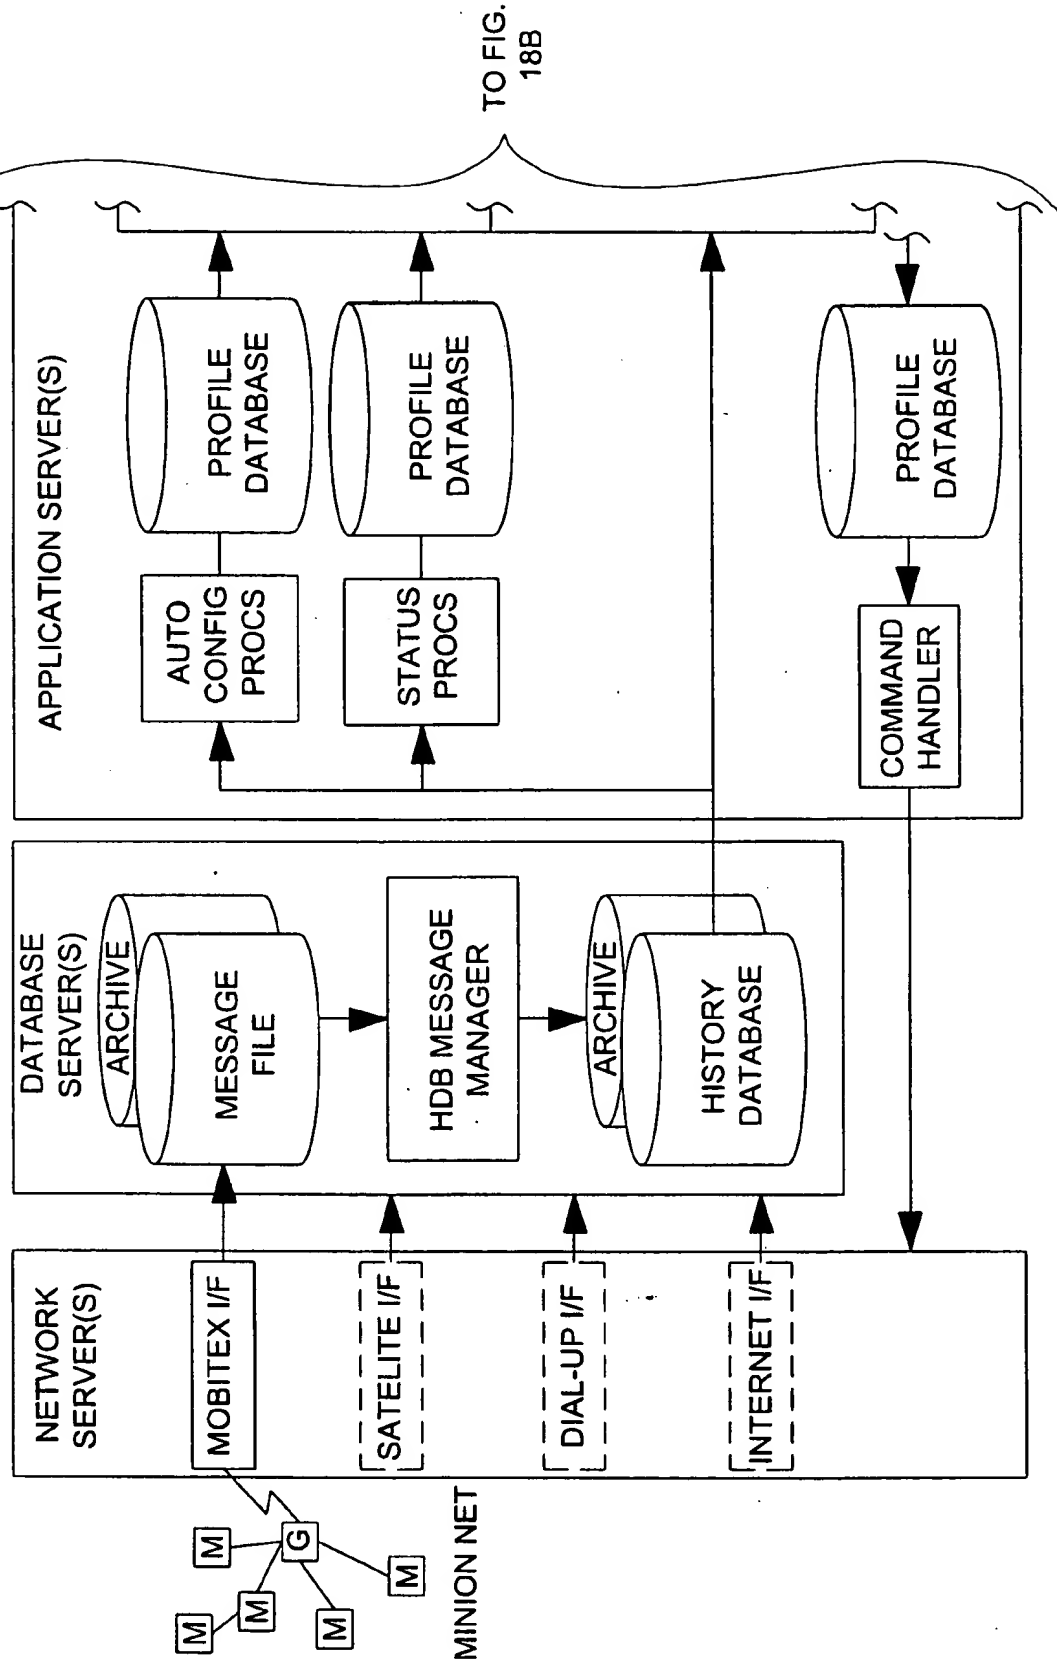 MINION NET
M
M
M
M
M
G
NETWORK
SERVER(S)
MOBITEX I/F
SATELITE I/F
DIAL-UP I/F
INTERNET I/F
DATABASE
SERVER(S)
ARCHIVE
MESSAGE
FILE
HDB MESSAGE
MANAGER
ARCHIVE
HISTORY
DATABASE
APPLICATION SERVER(S)
AUTO
CONFIG
PROCS
PROFILE
DATABASE
STATUS
PROCS
PROFILE
DATABASE
COMMAND
HANDLER
PROFILE
DATABASE
TO FIG.
18B